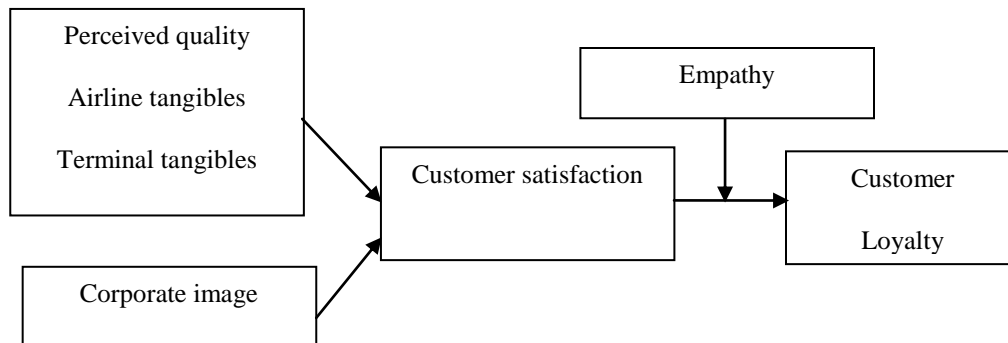 Perceived quality
Airline tangibles
Terminal tangibles
Empathy
Customer satisfaction
Customer
Loyalty
Corporate image